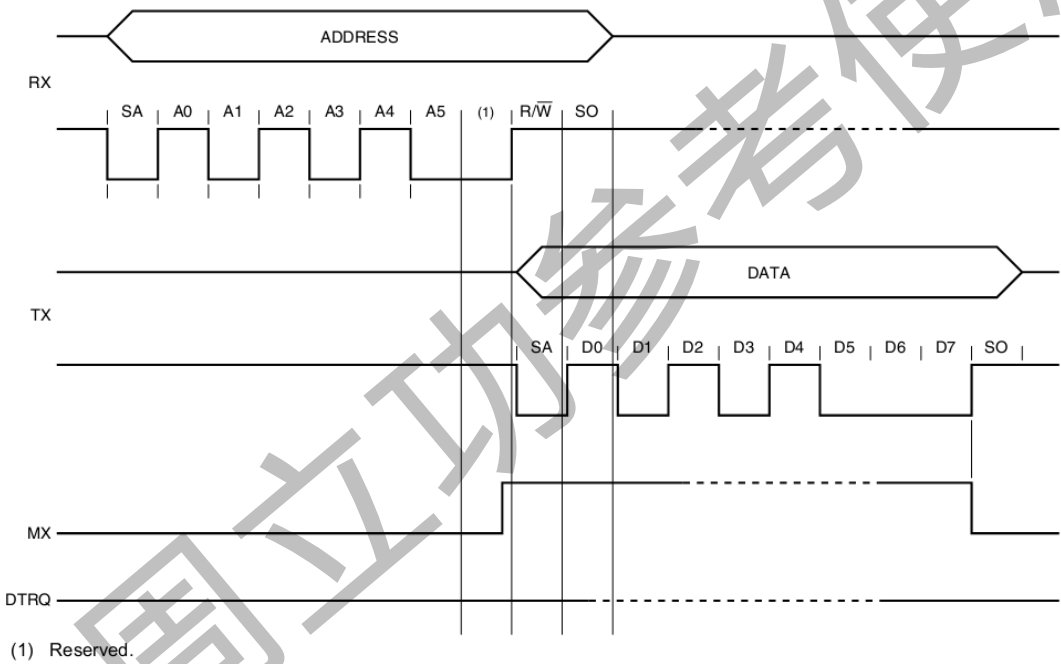 ADDRESS
RX
SA A0 A1 A2 A3 A4 A5 (1) R/W̅ SO
DATA
TX
SA D0 D1 D2 D3 D4 D5 D6 D7 SO
MX
DTRQ
(1) Reserved.
周立功参考使